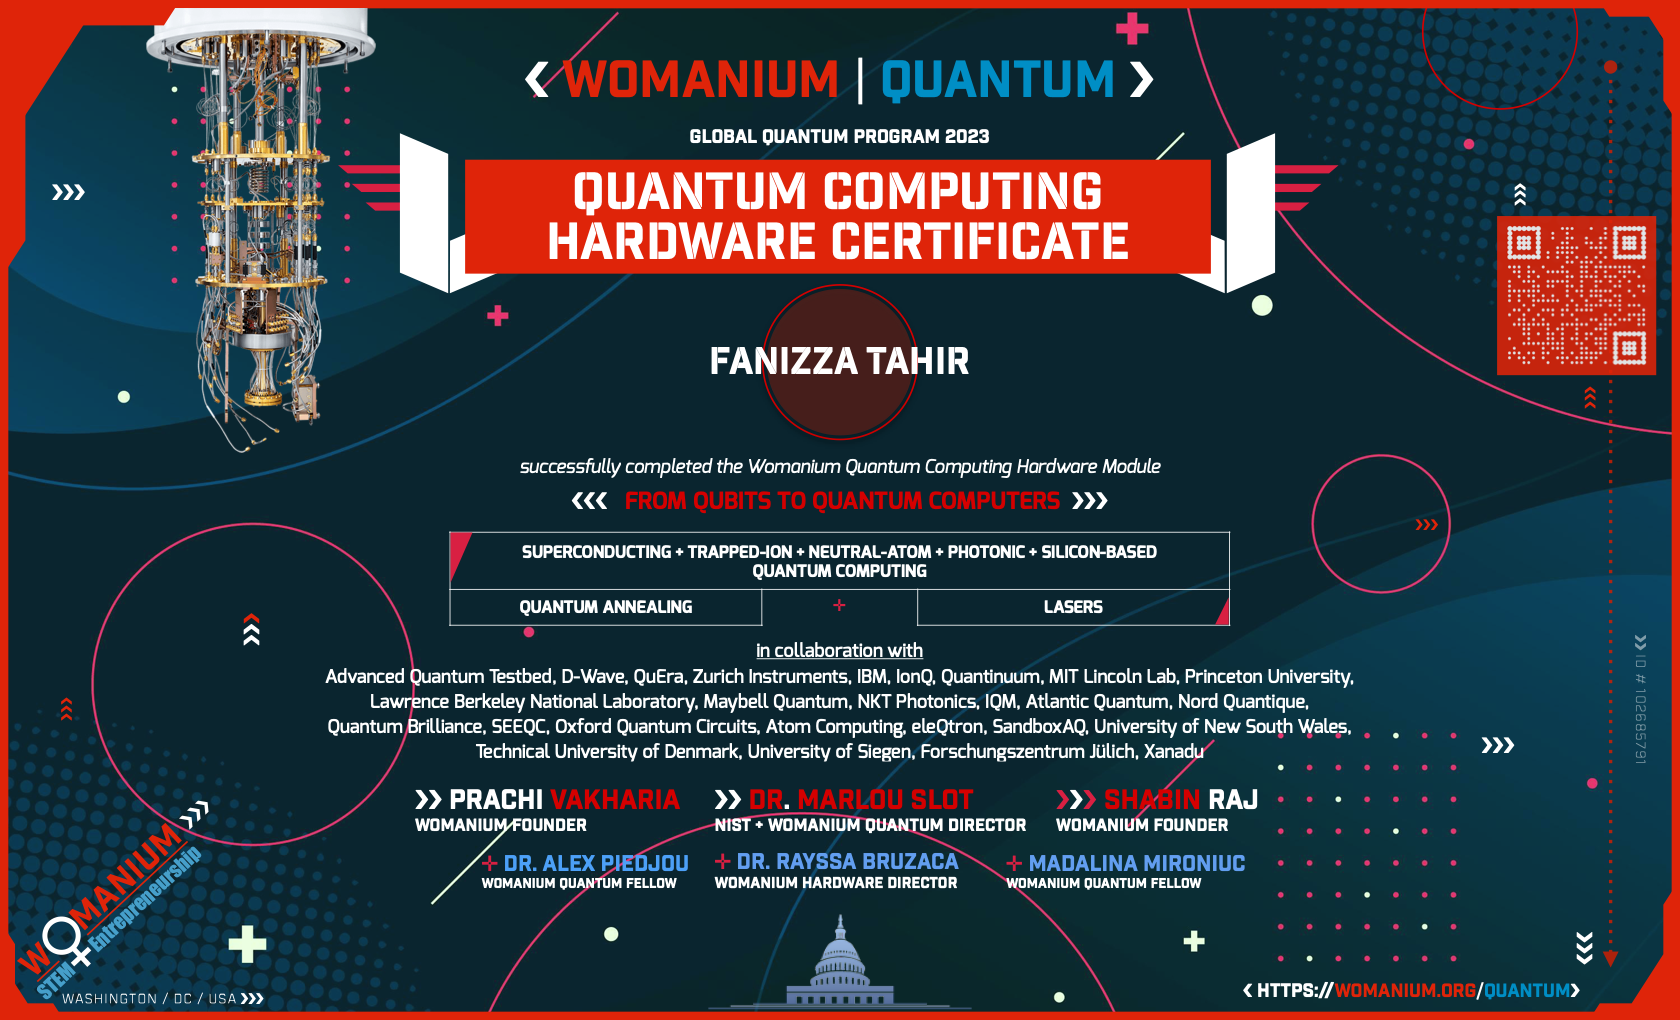 WOMANIUM | QUANTUM
GLOBAL QUANTUM PROGRAM 2023
QUANTUM COMPUTING
HARDWARE CERTIFICATE
FANIZZA TAHIR
successfully completed the Womanium Quantum Computing Hardware Module
FROM QUBITS TO QUANTUM COMPUTERS
SUPERCONDUCTING + TRAPPED-ION + NEUTRAL-ATOM + PHOTONIC + SILICON-BASED
QUANTUM COMPUTING
QUANTUM ANNEALING
LASERS
in collaboration with
Advanced Quantum Testbed, D-Wave, QuEra, Zurich Instruments, IBM, IonQ, Quantinuum, MIT Lincoln Lab, Princeton University,
Lawrence Berkeley National Laboratory, Maybell Quantum, NKT Photonics, IQM, Atlantic Quantum, Nord Quantique,
Quantum Brilliance, SEEQC, Oxford Quantum Circuits, Atom Computing, eleQtron, SandboxAQ, University of New South Wales,
Technical University of Denmark, University of Siegen, Forschungszentrum Jülich, Xanadu
PRACHI VAKHARIA
WOMANIUM FOUNDER
DR. MARLOU SLOT
NIST + WOMANIUM QUANTUM DIRECTOR
SHABIN RAJ
WOMANIUM FOUNDER
DR. ALEX PIEDJOU
WOMANIUM QUANTUM FELLOW
DR. RAYSSA BRUZACA
WOMANIUM HARDWARE DIRECTOR
MADALINA MIRONIUC
WOMANIUM QUANTUM FELLOW
ID # 102685791
WOMANIUM
STEM Entrepreneurship
WASHINGTON / DC / USA
HTTPS://WOMANIUM.ORG/QUANTUM